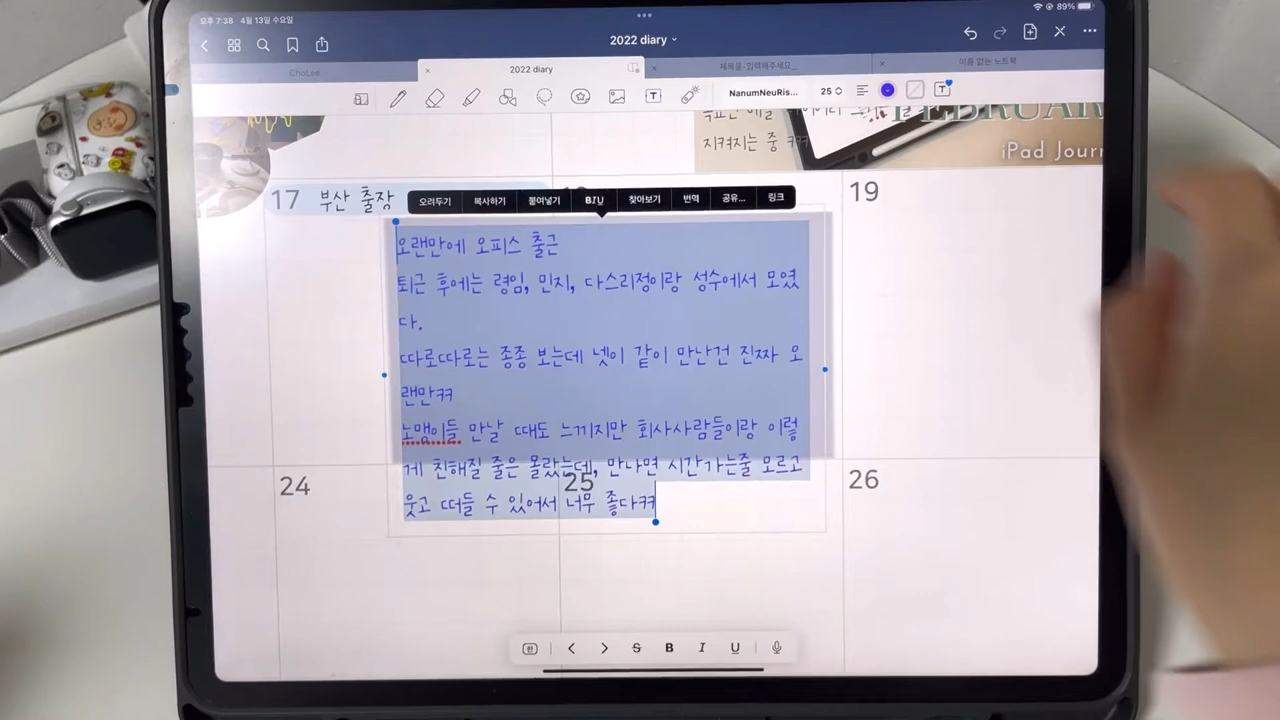 오후 7:38 4월 13일 수요일
89%
2022 diary
ChoLee
2022 diary
제목을-입력해주세요_
이름 없는 노트북
NanumNeuRis...
25
지켜지는 중 ㅋㅋ
iPad Journ
17 부산 출장
19
오려두기 복사하기 붙여넣기 BIU 찾아보기 번역 공유... 링크
오랜만에 오피스 출근
퇴근 후에는 령임, 민지, 다스리정이랑 성수에서 모였
다.
따로따로는 종종 보는데 넷이 같이 만난건 진짜 오
랜만ㅋㅋ
노맹이들 만날 때도 느끼지만 회사사람들이랑 이렇
게 친해질 줄은 몰랐는데, 만나면 시간가는줄 모르고
웃고 떠들 수 있어서 너무 좋다ㅋㅋ
24
25
26
한
S B I U